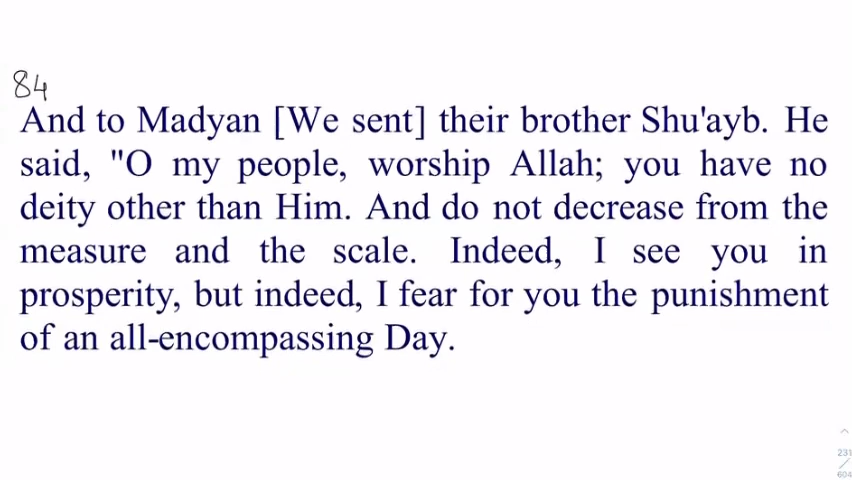 84
And to Madyan [We sent] their brother Shu'ayb. He
said, "O my people, worship Allah; you have no
deity other than Him. And do not decrease from the
measure and the scale. Indeed, I see you in
prosperity, but indeed, I fear for you the punishment
of an all-encompassing Day.
231
/
604